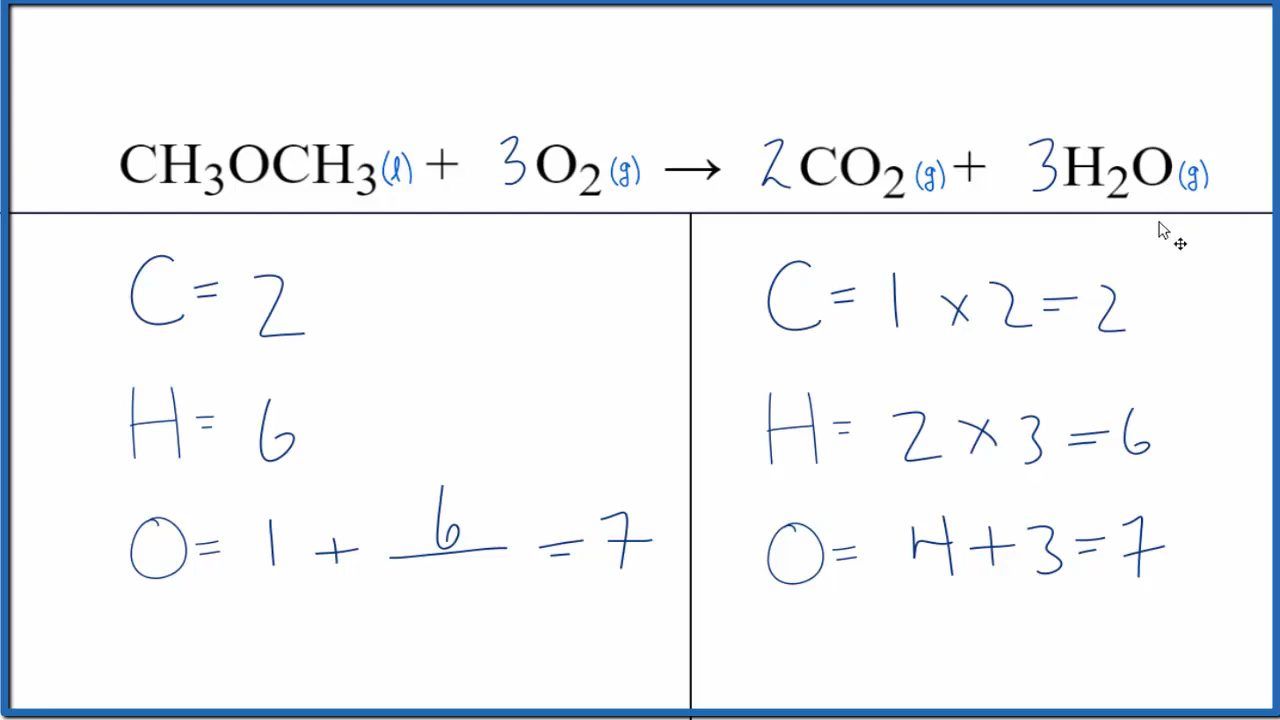 CH₃OCH₃(l) + 3O₂(g) → 2CO₂(g) + 3H₂O(g)
C = 2
H = 6
O = 1 + 6 = 7
C = 1 x 2 = 2
H = 2 x 3 = 6
O = 4 + 3 = 7